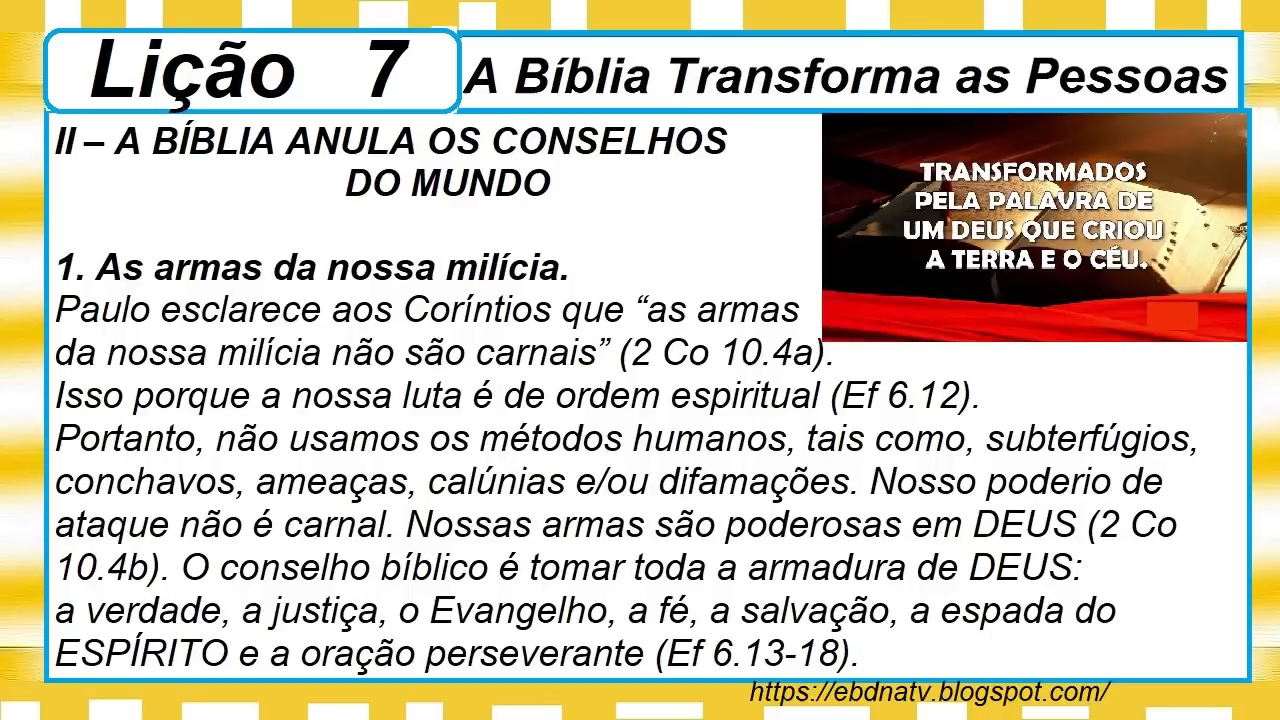 Lição 7
A Bíblia Transforma as Pessoas
II – A BÍBLIA ANULA OS CONSELHOS
DO MUNDO
TRANSFORMADOS
PELA PALAVRA DE
UM DEUS QUE CRIOU
A TERRA E O CÉU.
1. As armas da nossa milícia.
Paulo esclarece aos Coríntios que “as armas
da nossa milícia não são carnais” (2 Co 10.4a).
Isso porque a nossa luta é de ordem espiritual (Ef 6.12).
Portanto, não usamos os métodos humanos, tais como, subterfúgios,
conchavos, ameaças, calúnias e/ou difamações. Nosso poderio de
ataque não é carnal. Nossas armas são poderosas em DEUS (2 Co
10.4b). O conselho bíblico é tomar toda a armadura de DEUS:
a verdade, a justiça, o Evangelho, a fé, a salvação, a espada do
ESPÍRITO e a oração perseverante (Ef 6.13-18).
https://ebdnatv.blogspot.com/